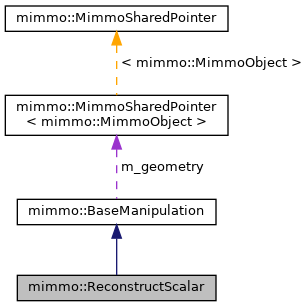 mimmo::MimmoSharedPointer
< mimmo::MimmoObject >
mimmo::MimmoSharedPointer
< mimmo::MimmoObject >
m_geometry
mimmo::BaseManipulation
mimmo::ReconstructScalar